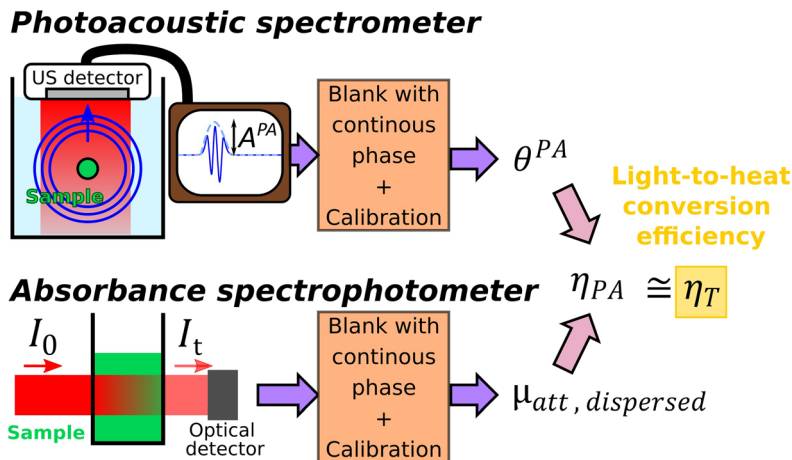 Photoacoustic spectrometer
US detector
Sample
A^PA
Blank with
continous
phase
+
Calibration
θ^PA
Light-to-heat
conversion
efficiency
η_PA ≅ η_T
Absorbance spectrophotometer
I_0
I_t
Sample
Optical
detector
Blank with
continous
phase
+
Calibration
μ_att, dispersed